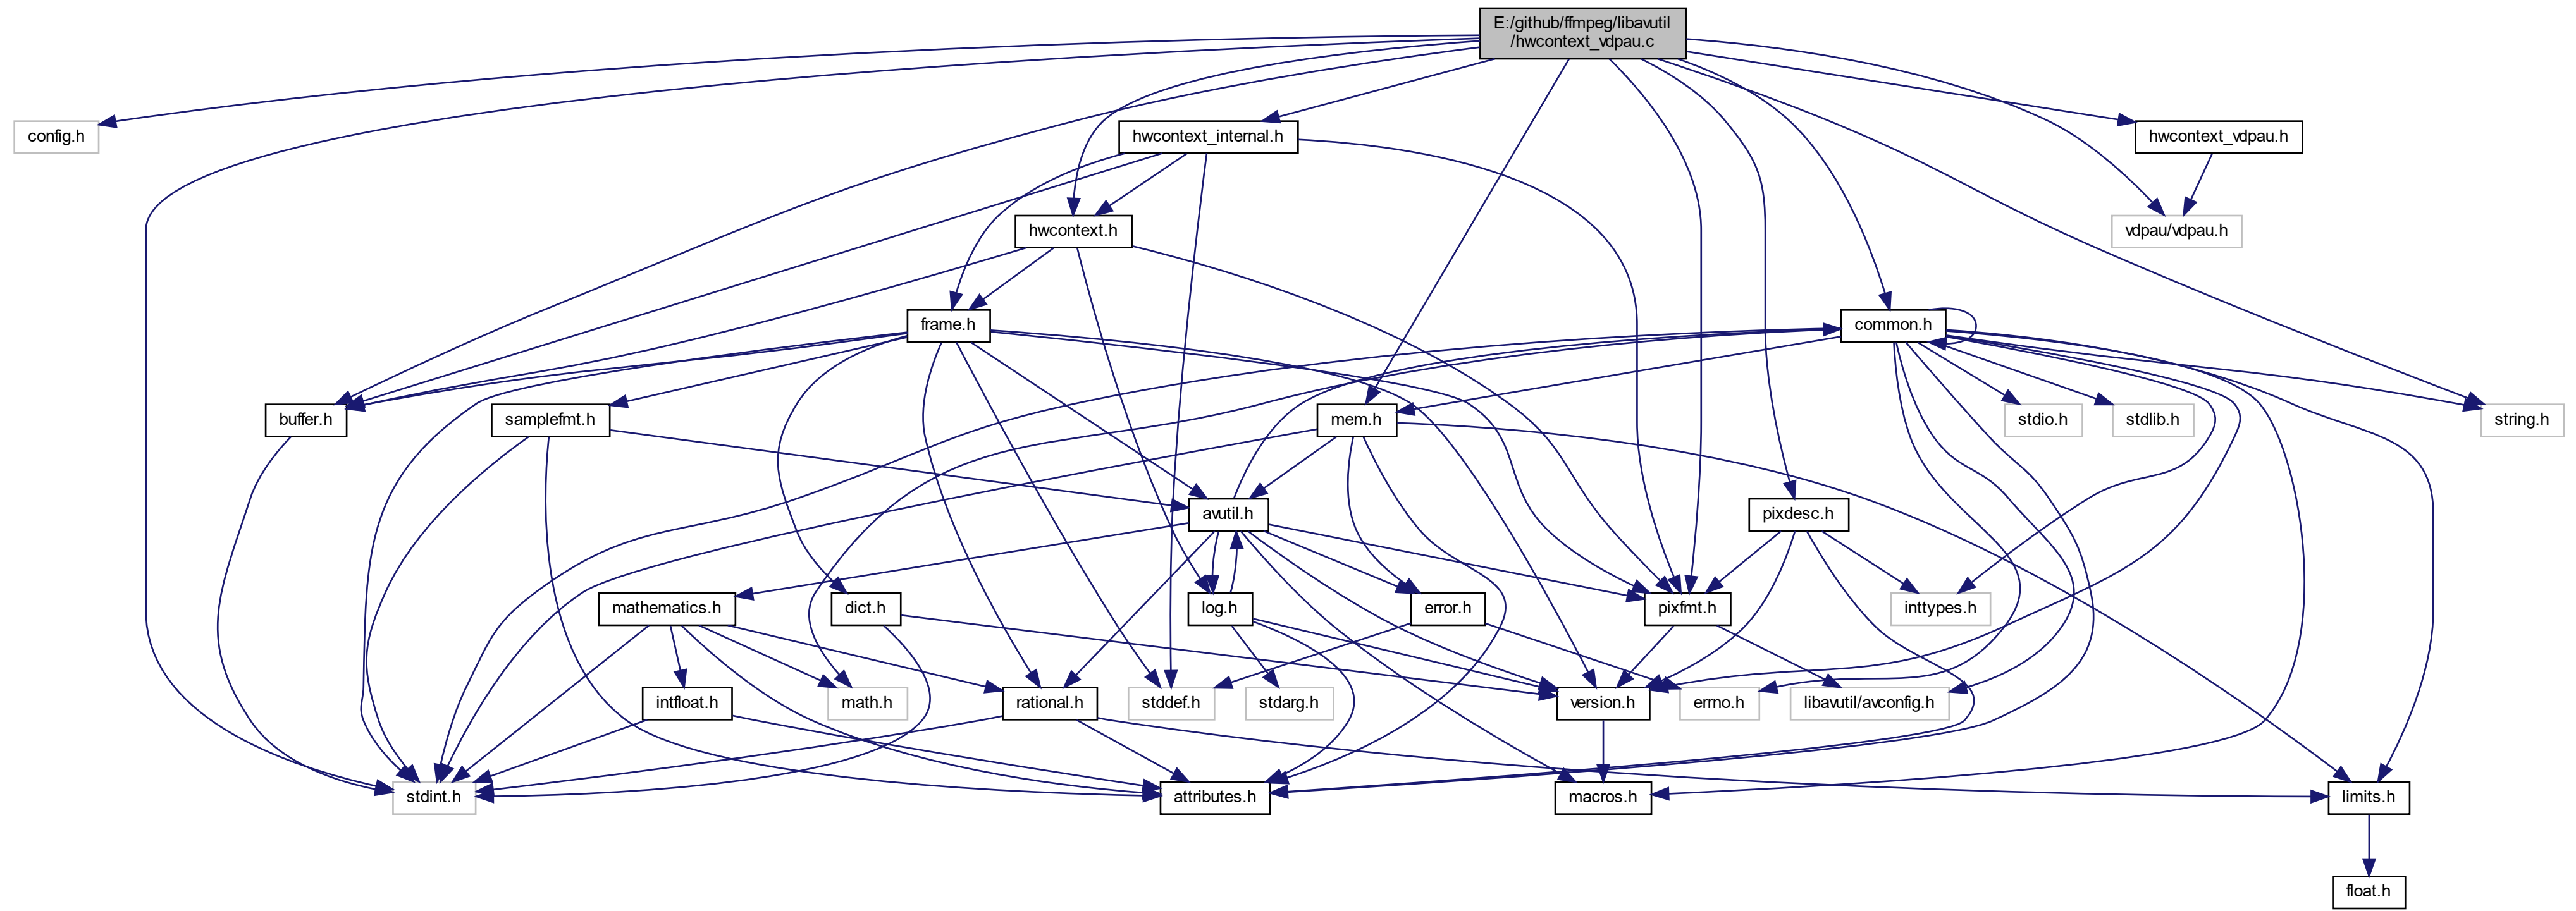 E:/github/ffmpeg/libavutil
/hwcontext_vdpau.c
config.h
hwcontext_internal.h
hwcontext_vdpau.h
hwcontext.h
vdpau/vdpau.h
frame.h
common.h
buffer.h
samplefmt.h
mem.h
stdio.h
stdlib.h
string.h
avutil.h
pixdesc.h
mathematics.h
dict.h
log.h
error.h
pixfmt.h
inttypes.h
intfloat.h
math.h
rational.h
stddef.h
stdarg.h
version.h
errno.h
libavutil/avconfig.h
stdint.h
attributes.h
macros.h
limits.h
float.h